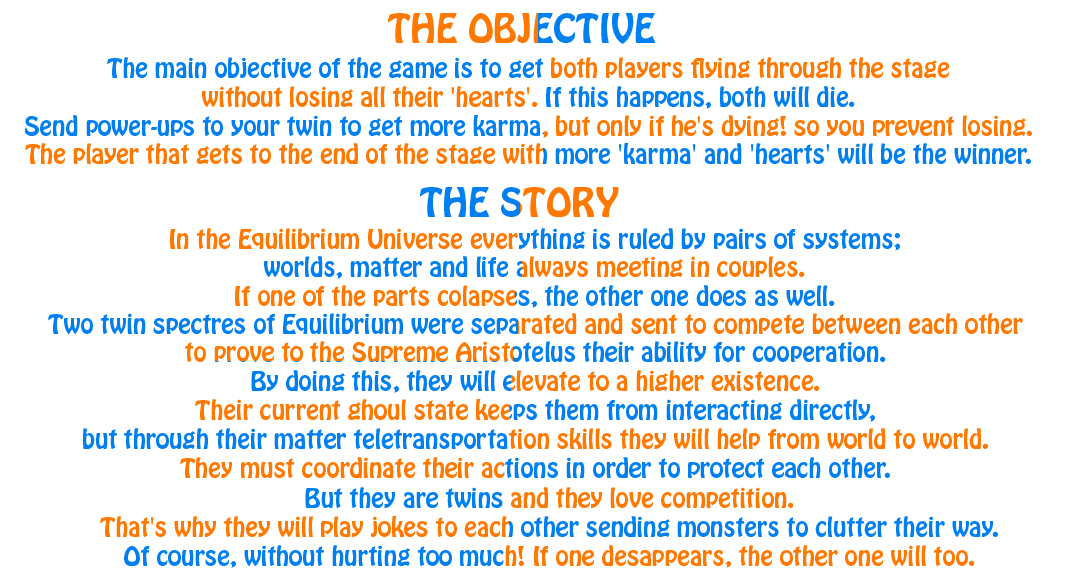 THE OBJECTIVE
The main objective of the game is to get both players flying through the stage
without losing all their 'hearts'. If this happens, both will die.
Send power-ups to your twin to get more karma, but only if he's dying! so you prevent losing.
The player that gets to the end of the stage with more 'karma' and 'hearts' will be the winner.
THE STORY
In the Equilibrium Universe everything is ruled by pairs of systems;
worlds, matter and life always meeting in couples.
If one of the parts colapses, the other one does as well.
Two twin spectres of Equilibrium were separated and sent to compete between each other
to prove to the Supreme Aristotelus their ability for cooperation.
By doing this, they will elevate to a higher existence.
Their current ghoul state keeps them from interacting directly,
but through their matter teletransportation skills they will help from world to world.
They must coordinate their actions in order to protect each other.
But they are twins and they love competition.
That's why they will play jokes to each other sending monsters to clutter their way.
Of course, without hurting too much! If one desappears, the other one will too.